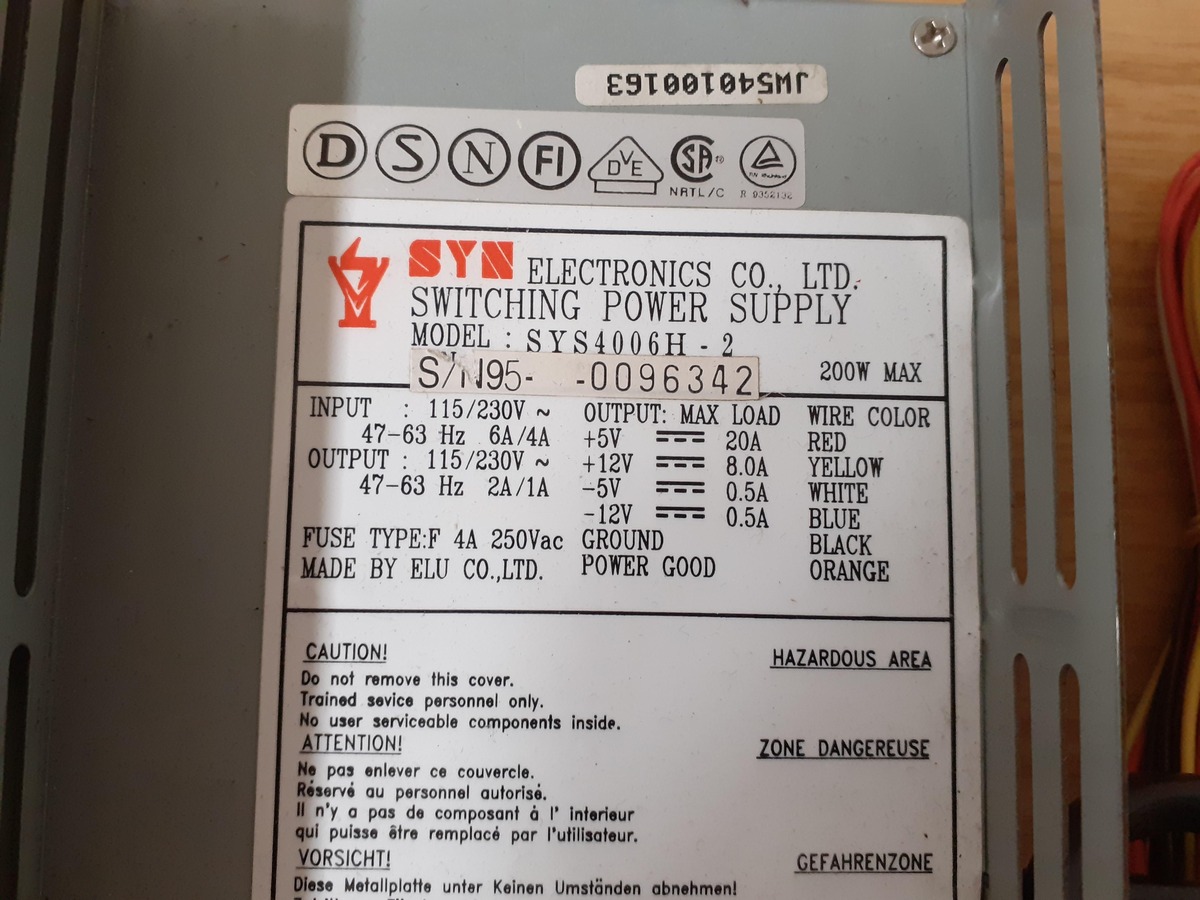 JW540100163
D S N FI DVE SA
NRTL/C
R 9352132
SYN ELECTRONICS CO., LTD.
SWITCHING POWER SUPPLY
MODEL : SYS4006H - 2
S/N95- -0096342
200W MAX
INPUT : 115/230V ~ OUTPUT: MAX LOAD WIRE COLOR
47-63 Hz 6A/4A +5V 20A RED
OUTPUT : 115/230V ~ +12V 8.0A YELLOW
47-63 Hz 2A/1A -5V 0.5A WHITE
-12V 0.5A BLUE
FUSE TYPE:F 4A 250Vac GROUND BLACK
MADE BY ELU CO.,LTD. POWER GOOD ORANGE
CAUTION! HAZARDOUS AREA
Do not remove this cover.
Trained sevice personnel only.
No user serviceable components inside.
ATTENTION! ZONE DANGEREUSE
Ne pas enlever ce couvercle.
Réservé au personnel autorisé.
Il n'y a pas de composant à l' interieur
qui puisse être remplacé par l'utilisateur.
VORSICHT! GEFAHRENZONE
Diese Metallplatte unter Keinen Umständen abnehmen!